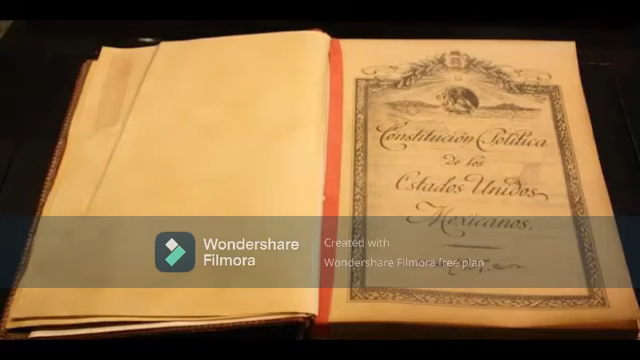 Constitución Política
de los
Estados Unidos
Mexicanos.
Wondershare
Filmora
Created with
Wondershare Filmora free plan